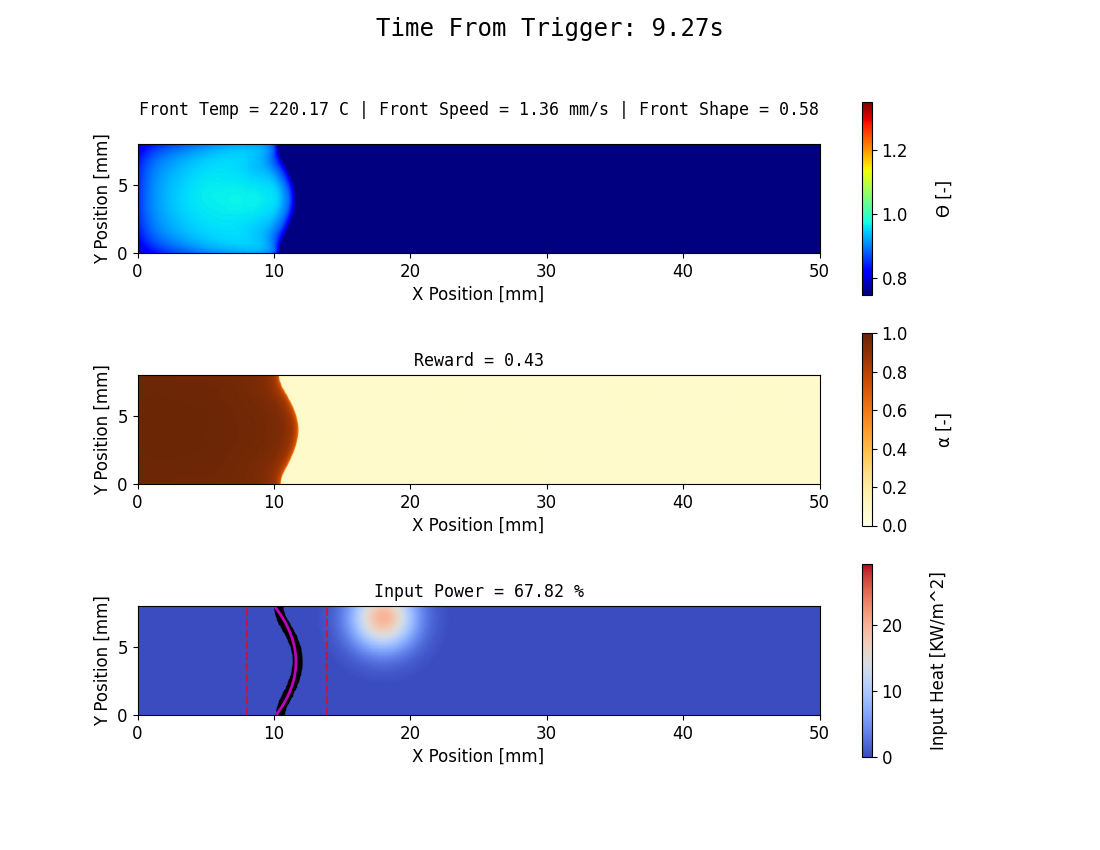 Time From Trigger: 9.27s
Front Temp = 220.17 C | Front Speed = 1.36 mm/s | Front Shape = 0.58
Y Position [mm]
5
0
0 10 20 30 40 50
X Position [mm]
1.2
1.0
0.8
ϴ [-]
Reward = 0.43
Y Position [mm]
5
0
0 10 20 30 40 50
X Position [mm]
1.0
0.8
0.6
0.4
0.2
0.0
α [-]
Input Power = 67.82 %
Y Position [mm]
5
0
0 10 20 30 40 50
X Position [mm]
20
10
0
Input Heat [KW/m^2]